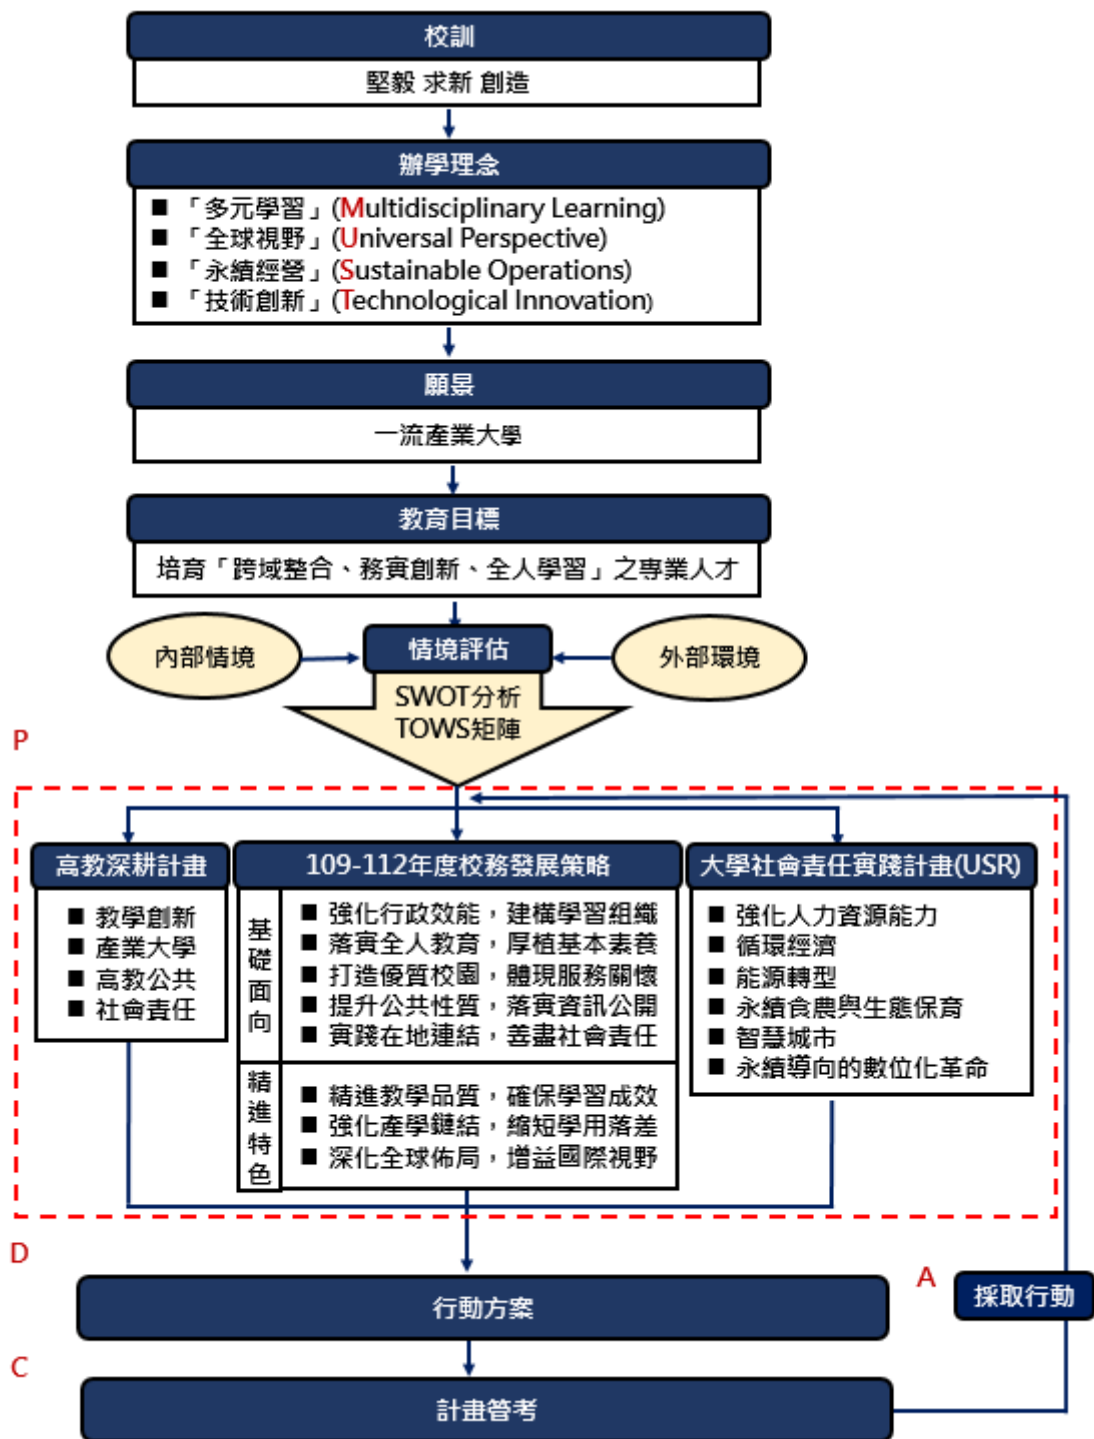 校訓
堅毅 求新 創造
辦學理念
■ 「多元學習」(Multidisciplinary Learning)
■ 「全球視野」(Universal Perspective)
■ 「永續經營」(Sustainable Operations)
■ 「技術創新」(Technological Innovation)
願景
一流產業大學
教育目標
培育「跨域整合、務實創新、全人學習」之專業人才
內部情境
情境評估
外部環境
SWOT分析
TOWS矩陣
P
高教深耕計畫
■ 教學創新
■ 產業大學
■ 高教公共
■ 社會責任
109-112年度校務發展策略
基礎面向
■ 強化行政效能，建構學習組織
■ 落實全人教育，厚植基本素養
■ 打造優質校園，體現服務關懷
■ 提升公共性質，落實資訊公開
■ 實踐在地連結，善盡社會責任
精進特色
■ 精進教學品質，確保學習成效
■ 強化產學鏈結，縮短學用落差
■ 深化全球佈局，增益國際視野
大學社會責任實踐計畫(USR)
■ 強化人力資源能力
■ 循環經濟
■ 能源轉型
■ 永續食農與生態保育
■ 智慧城市
■ 永續導向的數位化革命
D
行動方案
A
採取行動
C
計畫管考